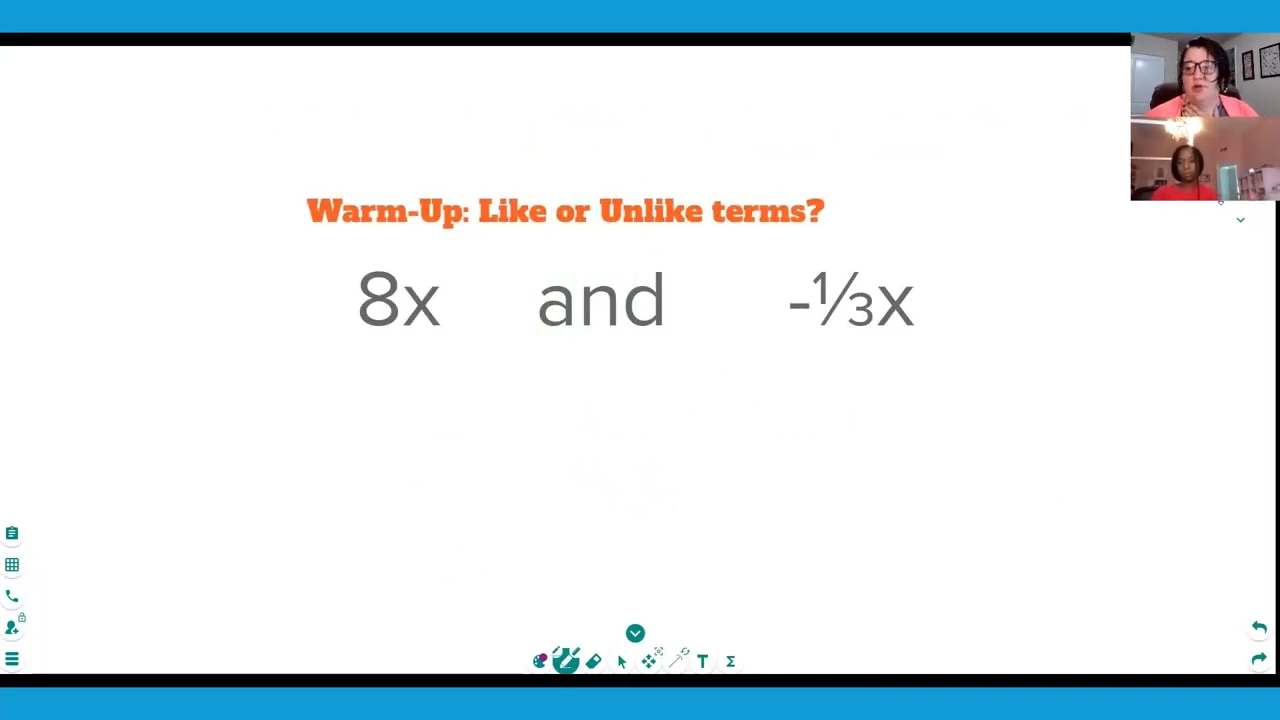 Warm-Up: Like or Unlike terms?
8x and -⅓x
T
Σ